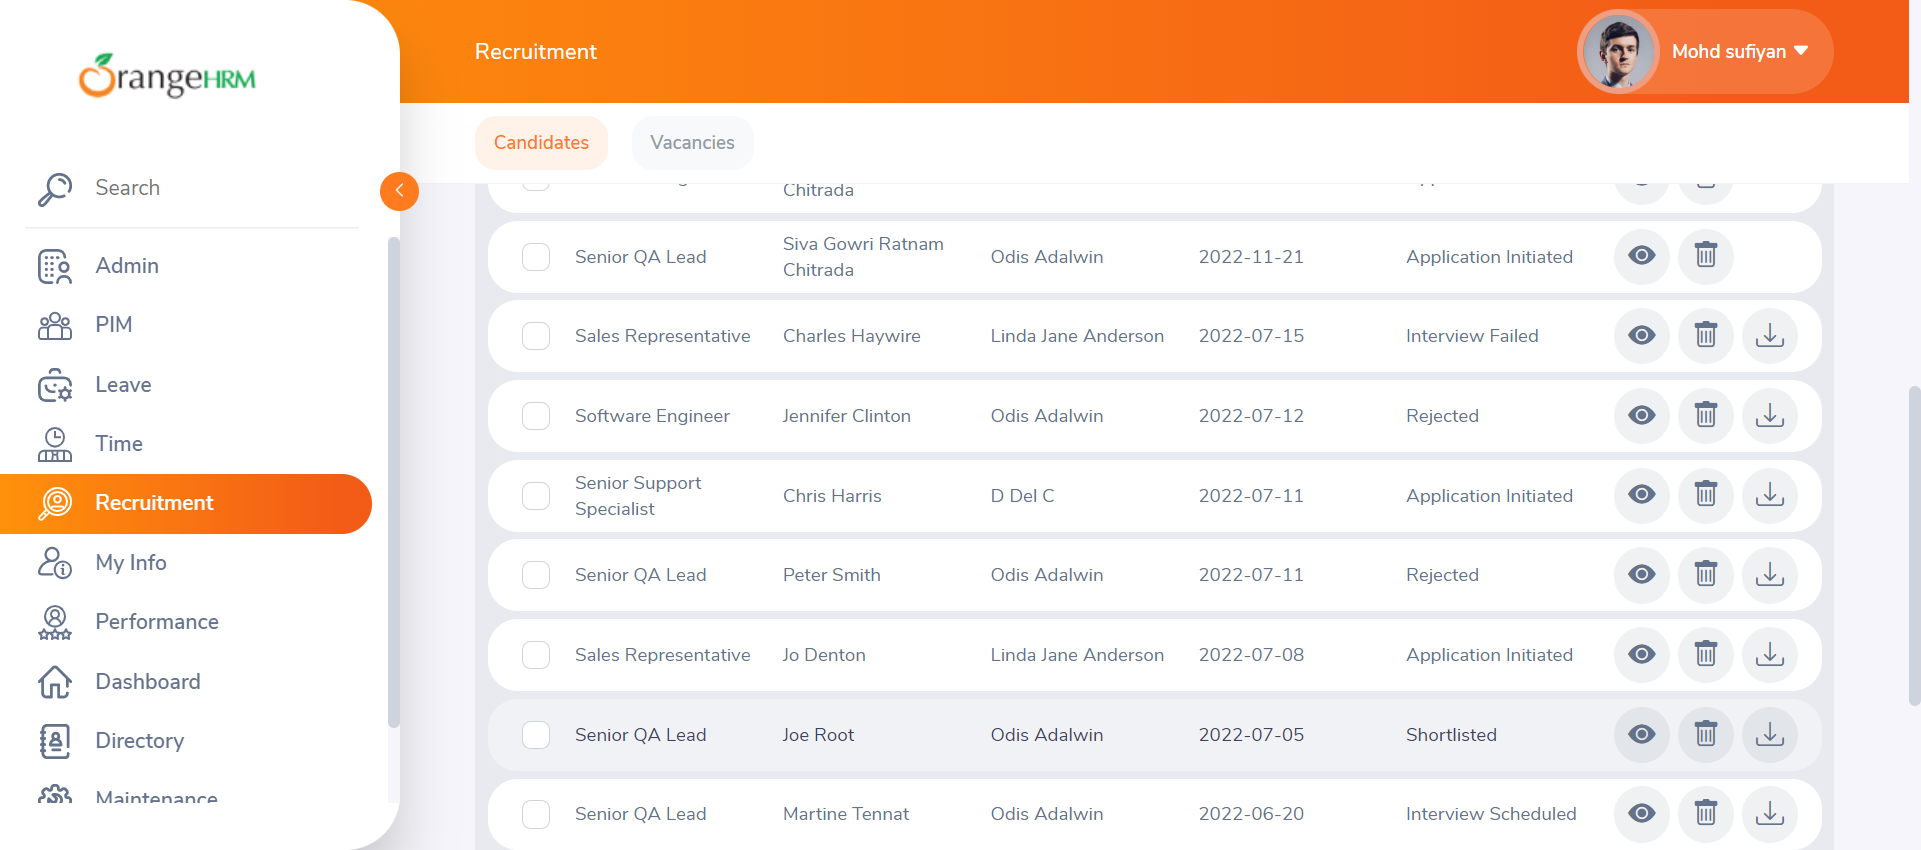 OrangeHRM
Recruitment
Mohd sufiyan
Candidates
Vacancies
Search
Admin
PIM
Leave
Time
Recruitment
My Info
Performance
Dashboard
Directory
Maintenance
Chitrada
Senior QA Lead Siva Gowri Ratnam Odis Adalwin 2022-11-21 Application Initiated
Chitrada
Sales Representative Charles Haywire Linda Jane Anderson 2022-07-15 Interview Failed
Software Engineer Jennifer Clinton Odis Adalwin 2022-07-12 Rejected
Senior Support Chris Harris D Del C 2022-07-11 Application Initiated
Specialist
Senior QA Lead Peter Smith Odis Adalwin 2022-07-11 Rejected
Sales Representative Jo Denton Linda Jane Anderson 2022-07-08 Application Initiated
Senior QA Lead Joe Root Odis Adalwin 2022-07-05 Shortlisted
Senior QA Lead Martine Tennat Odis Adalwin 2022-06-20 Interview Scheduled